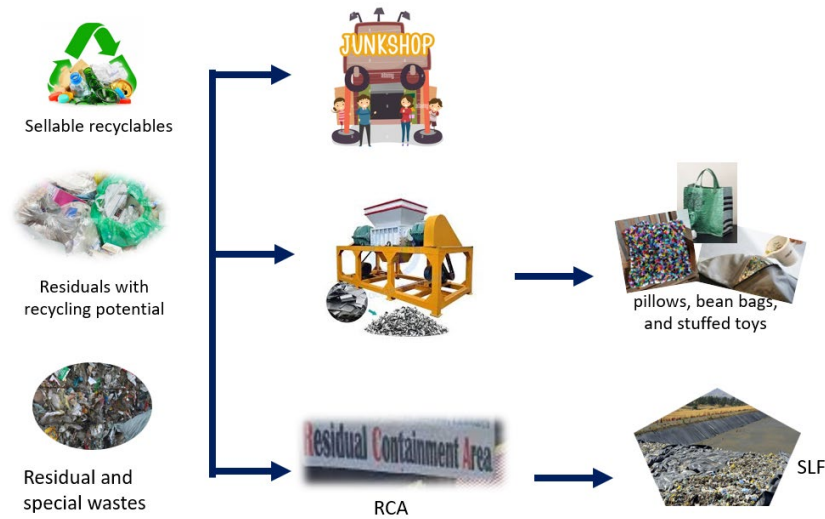 JUNKSHOP
Sellable recyclables
Residuals with
recycling potential
pillows, bean bags,
and stuffed toys
Residual Containment Area
RCA
Residual and
special wastes
SLF